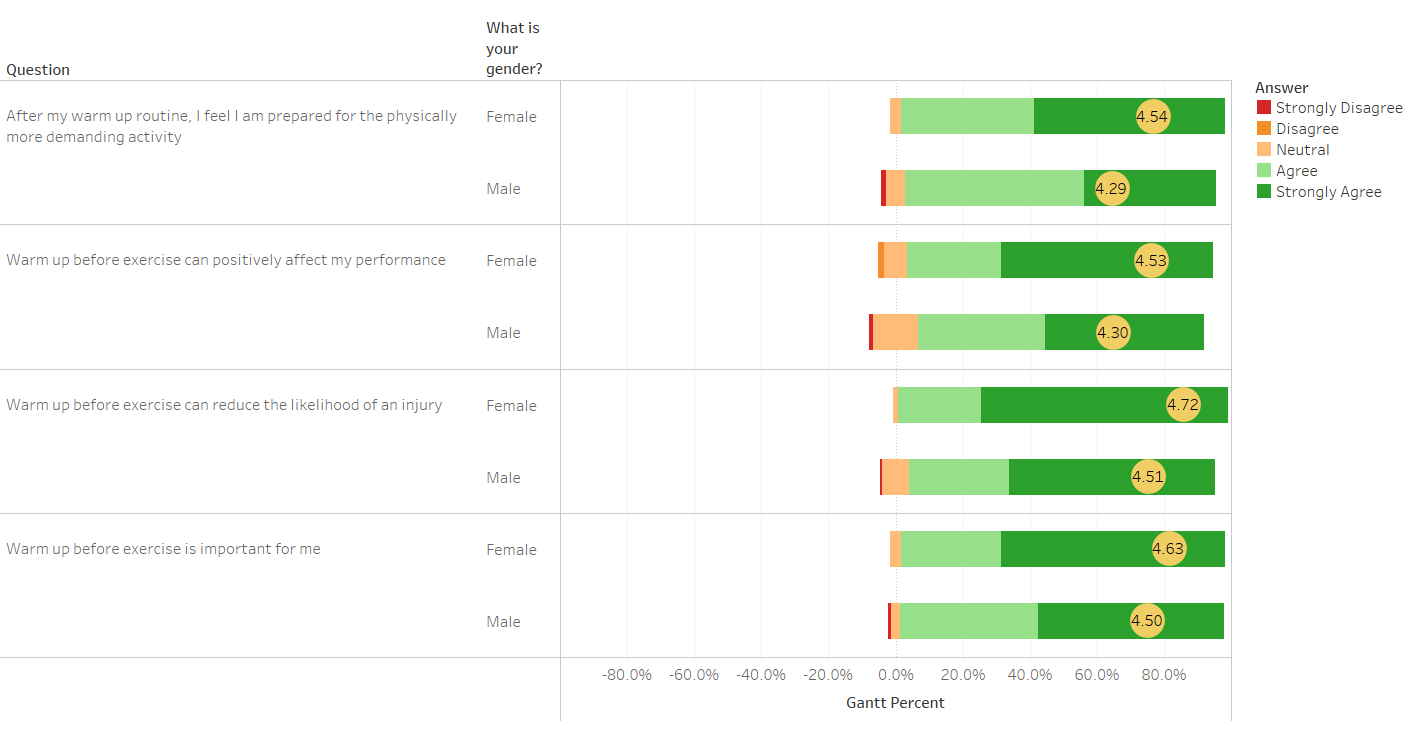 What is
your
gender?
Question
After my warm up routine, I feel I am prepared for the physically
more demanding activity
Female
4.54
Male
4.29
Warm up before exercise can positively affect my performance
Female
4.53
Male
4.30
Warm up before exercise can reduce the likelihood of an injury
Female
4.72
Male
4.51
Warm up before exercise is important for me
Female
4.63
Male
4.50
-80.0% -60.0% -40.0% -20.0% 0.0% 20.0% 40.0% 60.0% 80.0%
Gantt Percent
Answer
Strongly Disagree
Disagree
Neutral
Agree
Strongly Agree